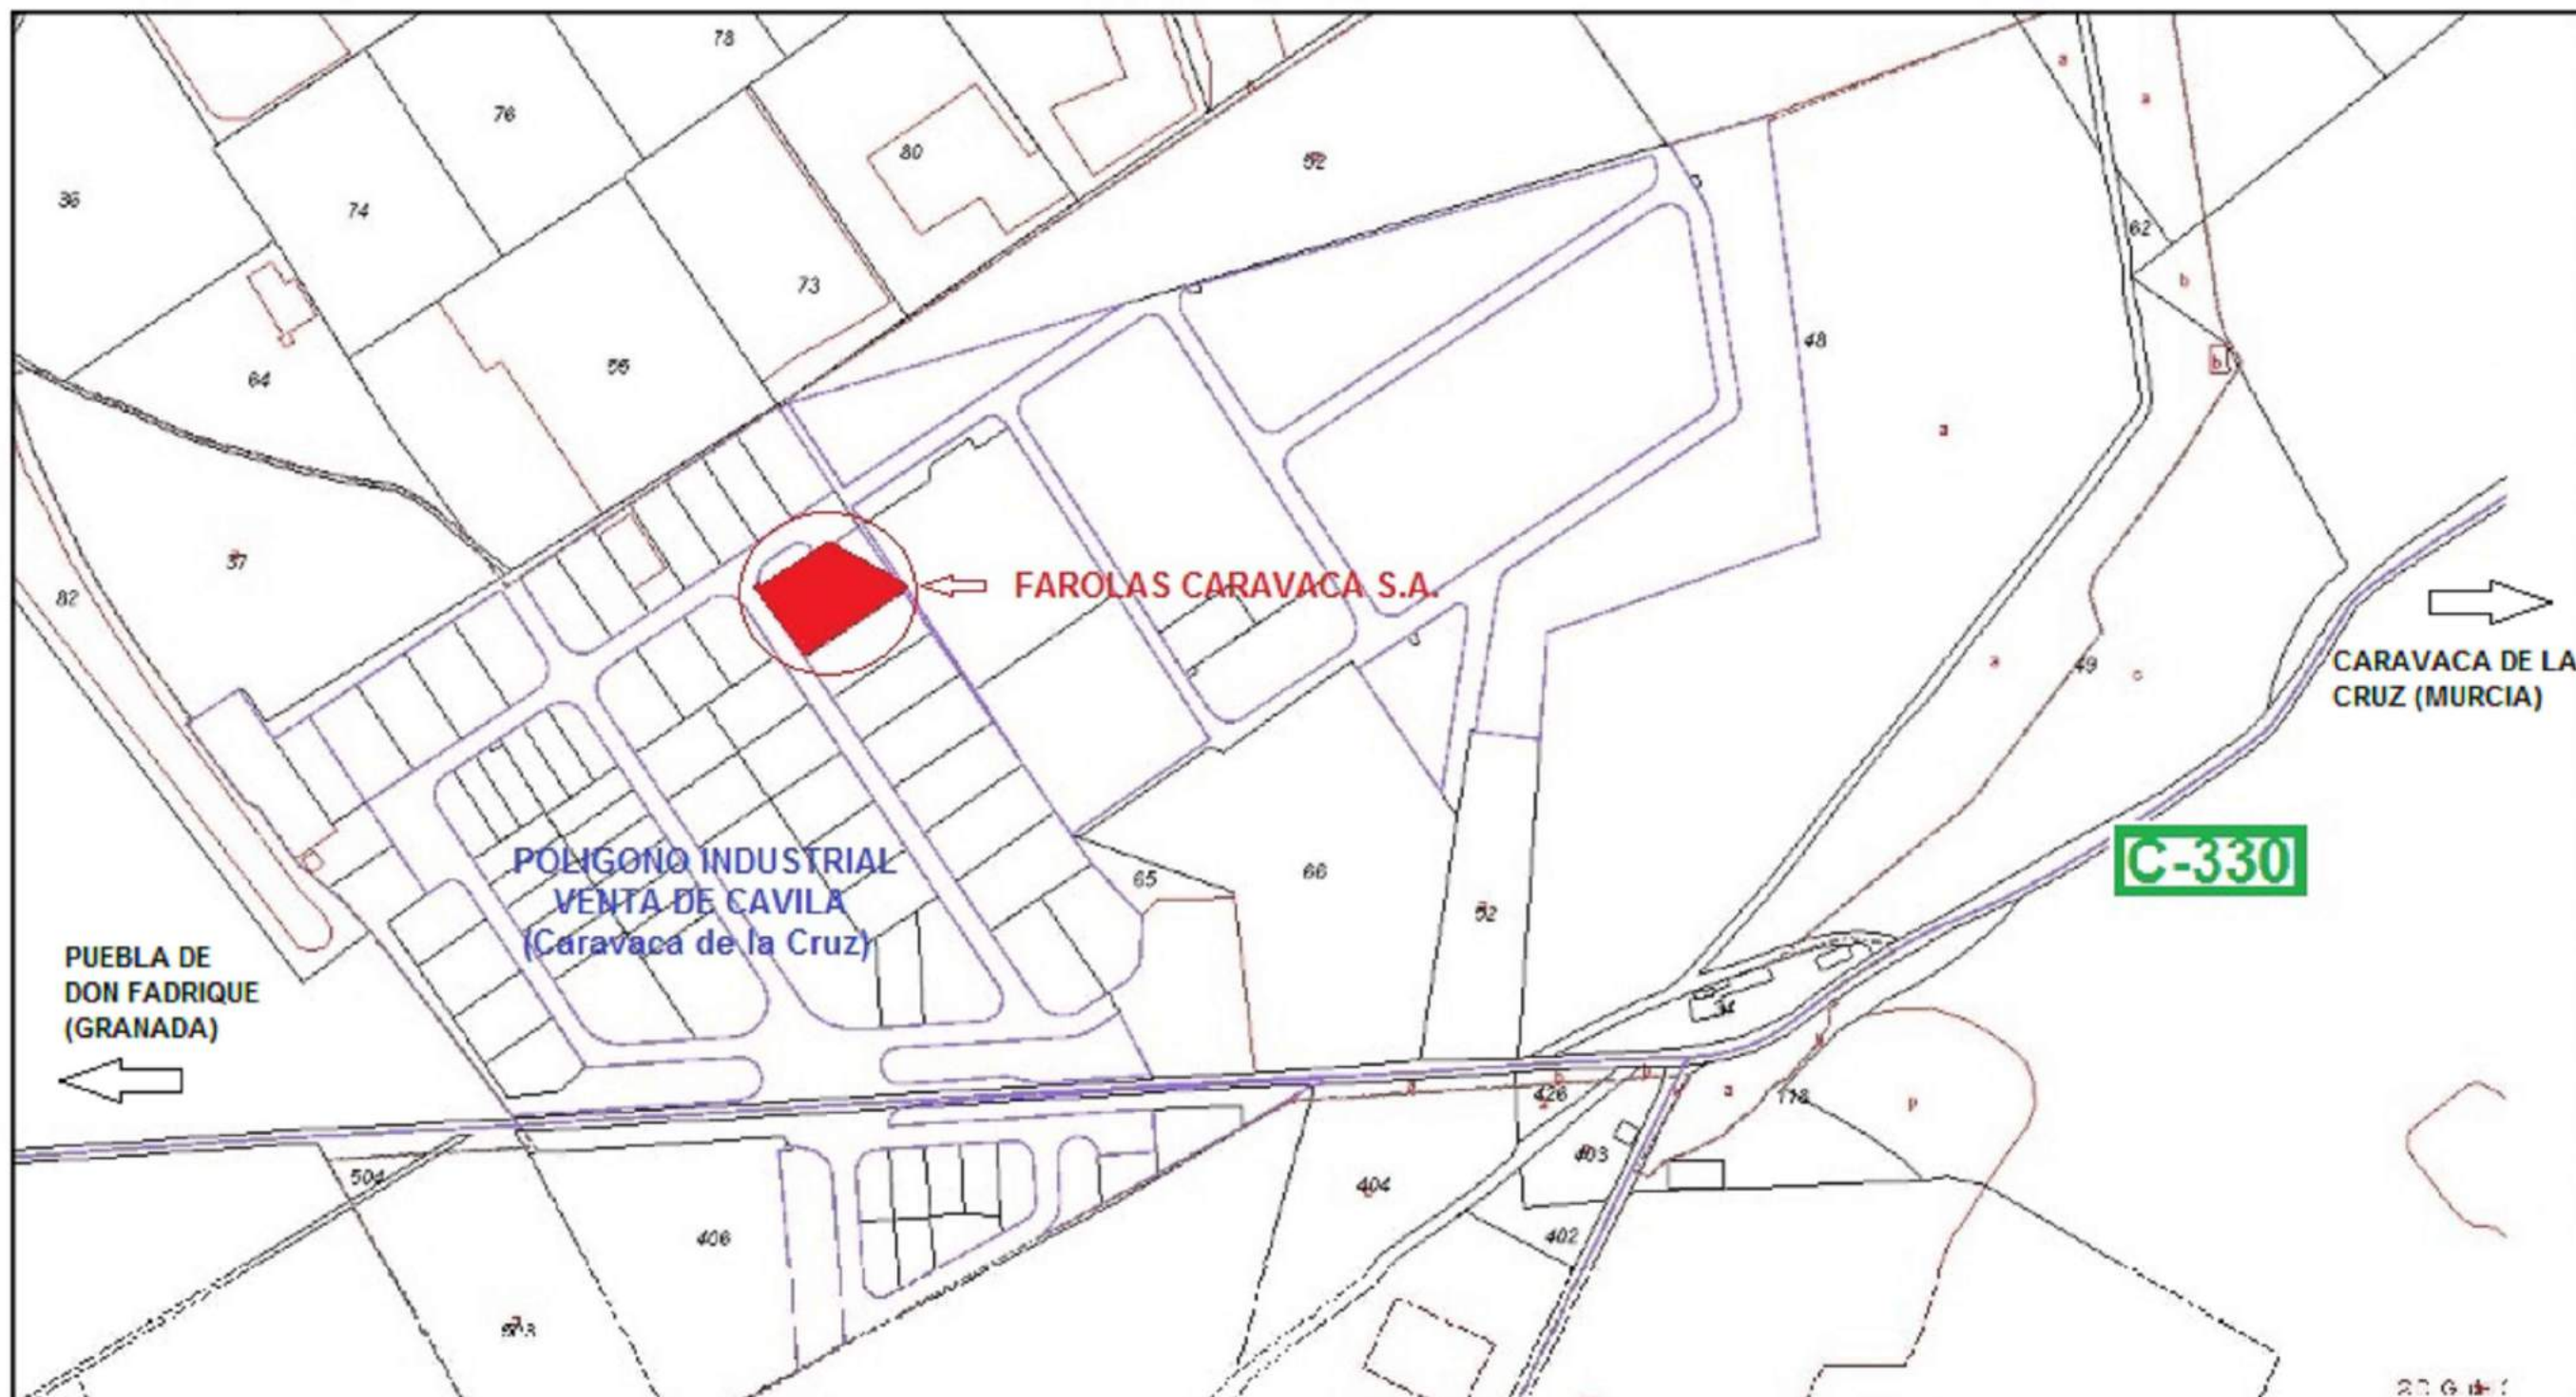 78
76
80
52
36
74
73
62
a
a
b
48
64
55
b
a
37
82
FAROLAS CARAVACA S.A.
a
49
c
CARAVACA DE LA
CRUZ (MURCIA)
C-330
POLIGONO INDUSTRIAL
VENTA DE CAVILA
(Caravaca de la Cruz)
65
66
52
PUEBLA DE
DON FADRIQUE
(GRANADA)
34
b
b
426
a
118
403
504
404
406
402